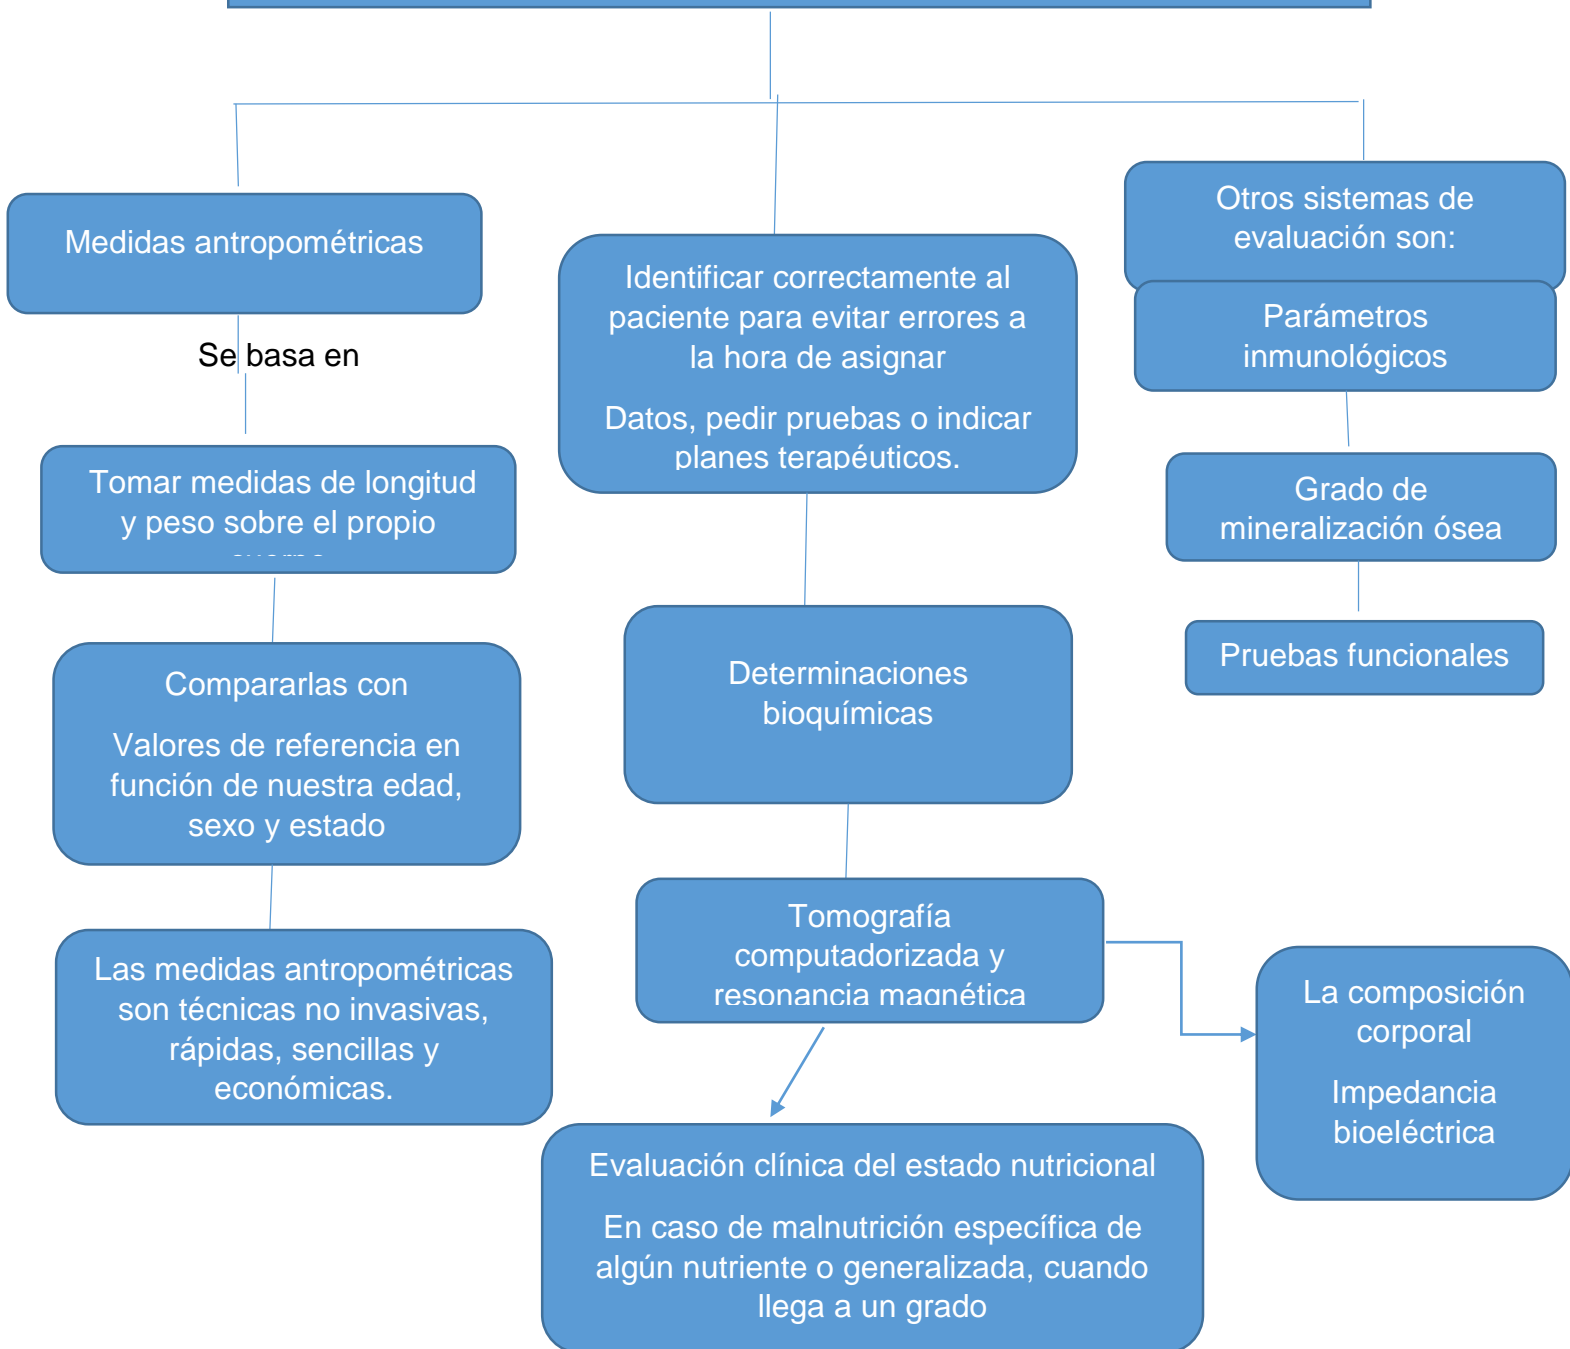 Medidas antropométricas
Se basa en
Tomar medidas de longitud
y peso sobre el propio
Compararlas con
Valores de referencia en
función de nuestra edad,
sexo y estado
Las medidas antropométricas
son técnicas no invasivas,
rápidas, sencillas y
económicas.
Identificar correctamente al
paciente para evitar errores a
la hora de asignar
Datos, pedir pruebas o indicar
planes terapéuticos.
Determinaciones
bioquímicas
Tomografía
computadorizada y
resonancia magnética
Evaluación clínica del estado nutricional
En caso de malnutrición específica de
algún nutriente o generalizada, cuando
llega a un grado
La composición
corporal
Impedancia
bioeléctrica
Otros sistemas de
evaluación son:
Parámetros
inmunológicos
Grado de
mineralización ósea
Pruebas funcionales